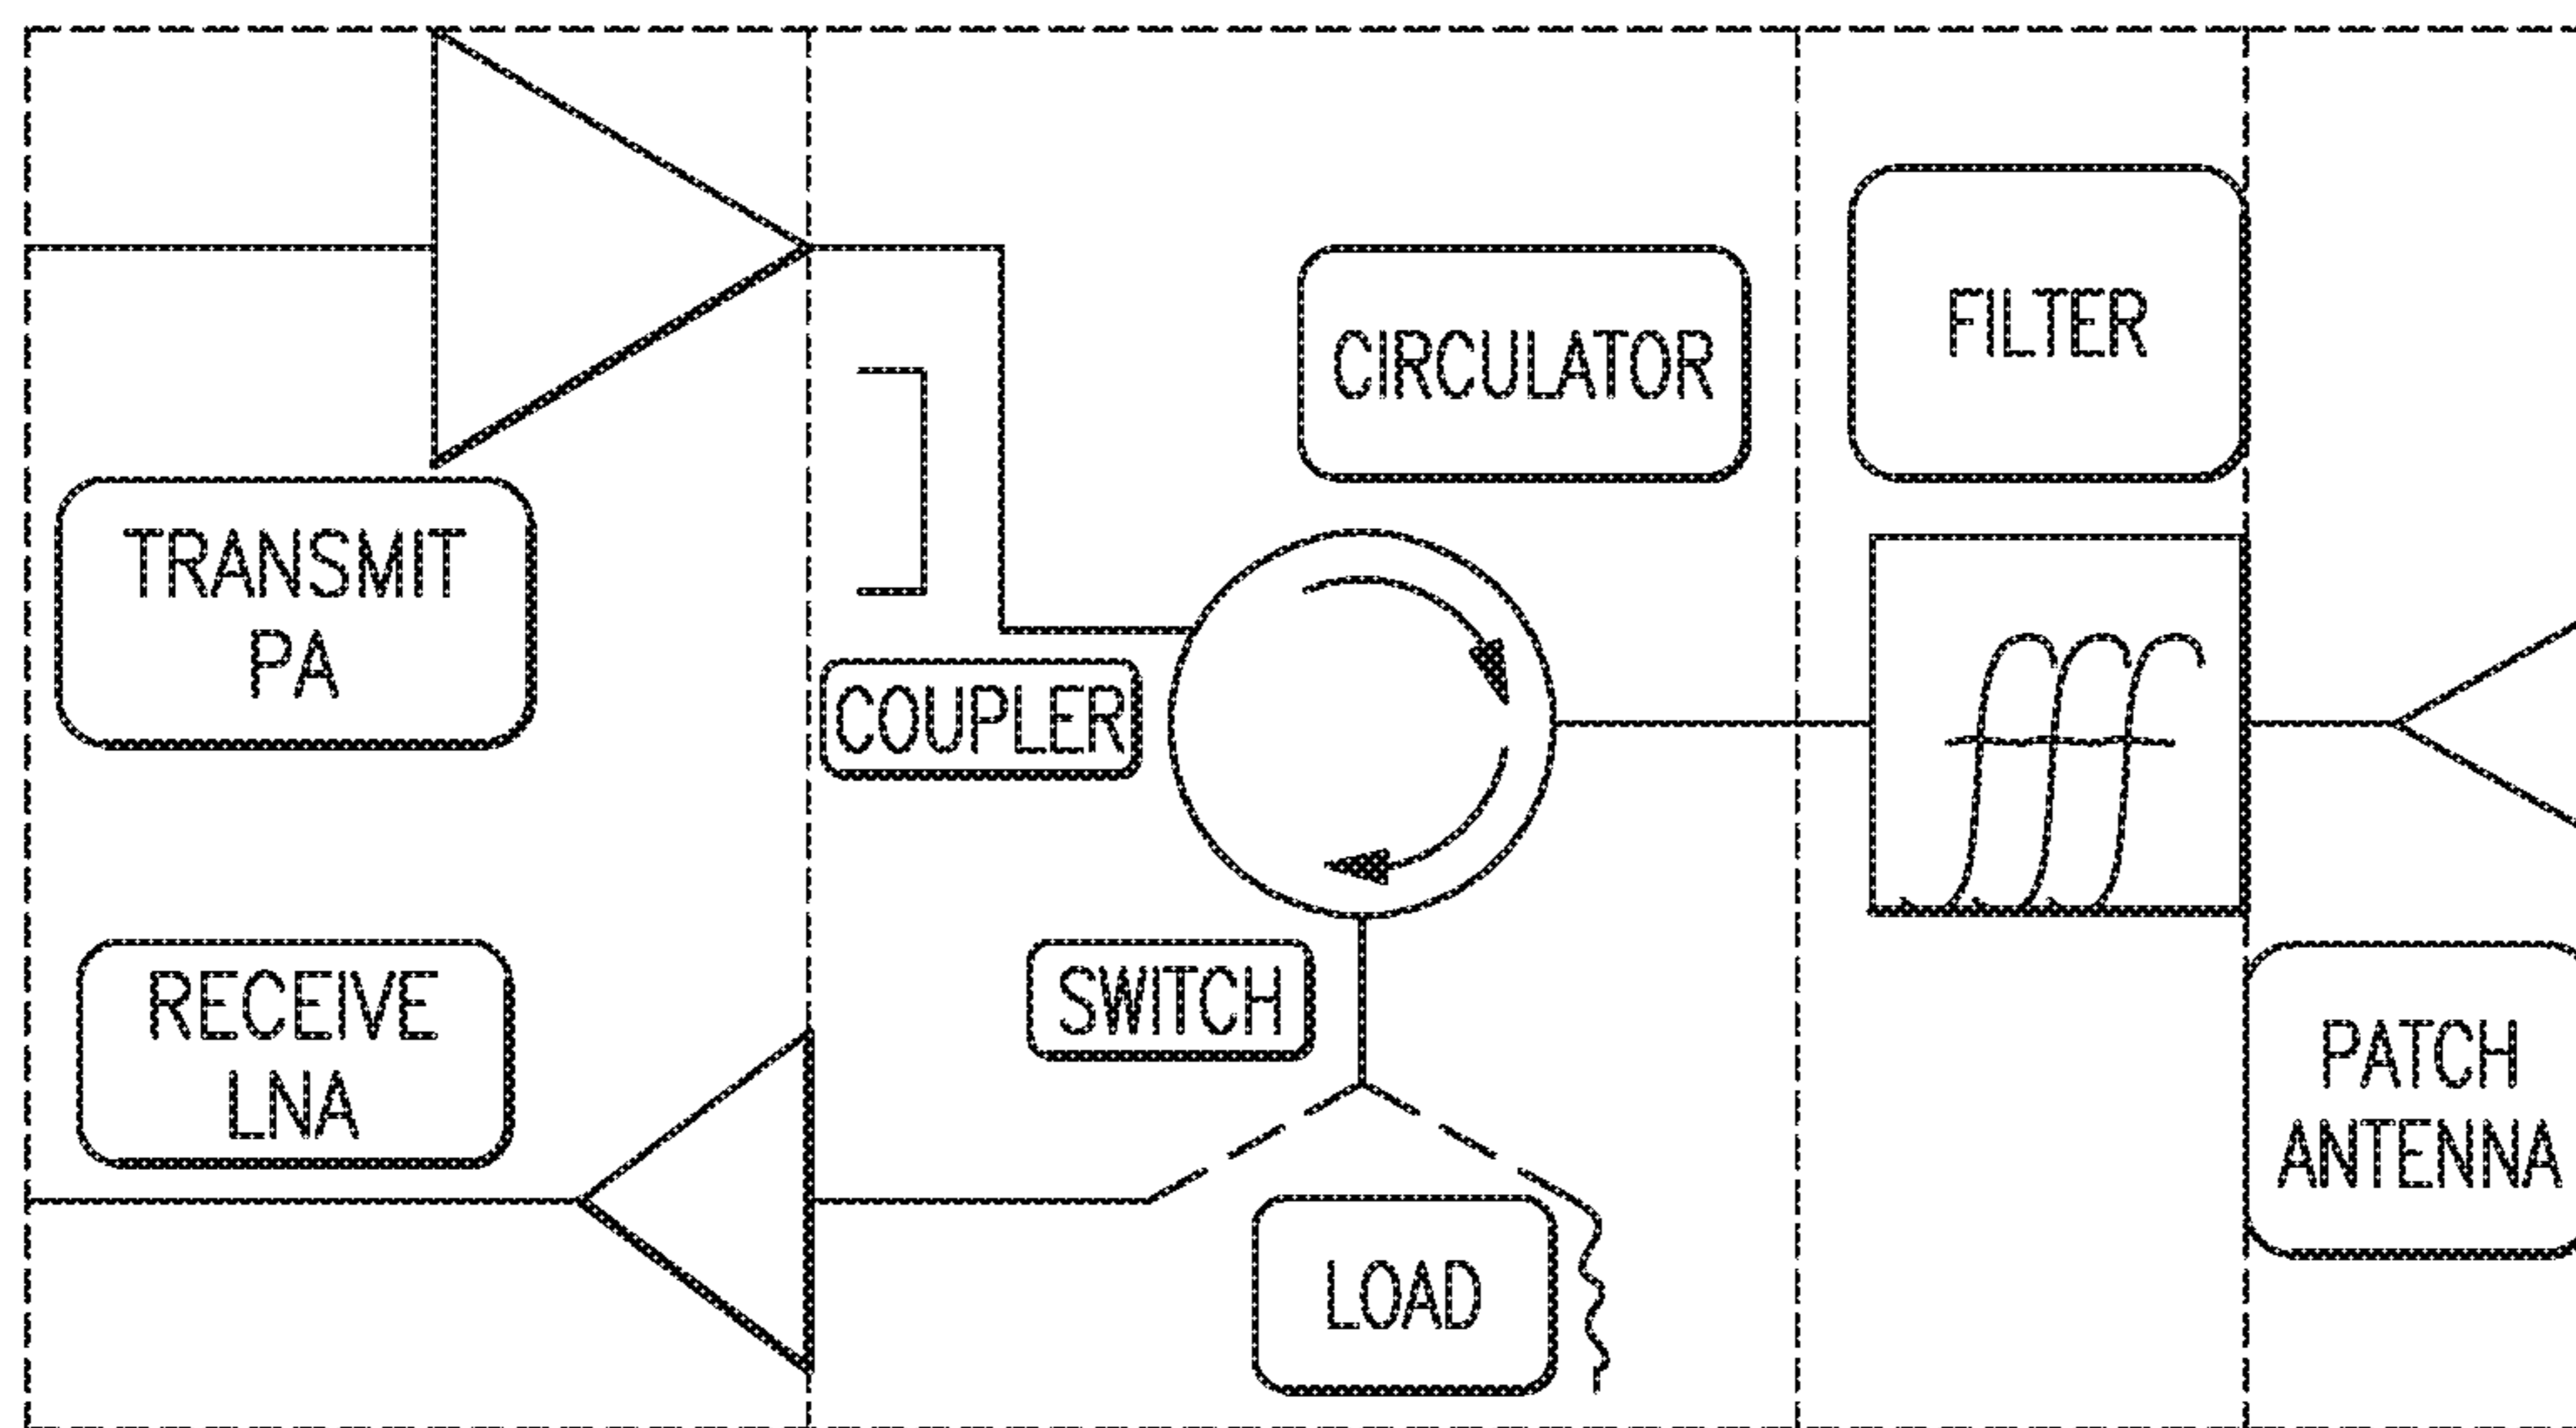 FILTER
CIRCULATOR
TRANSMIT
PA
COUPLER
RECEIVE
LNA
SWITCH
PATCH
ANTENNA
LOAD